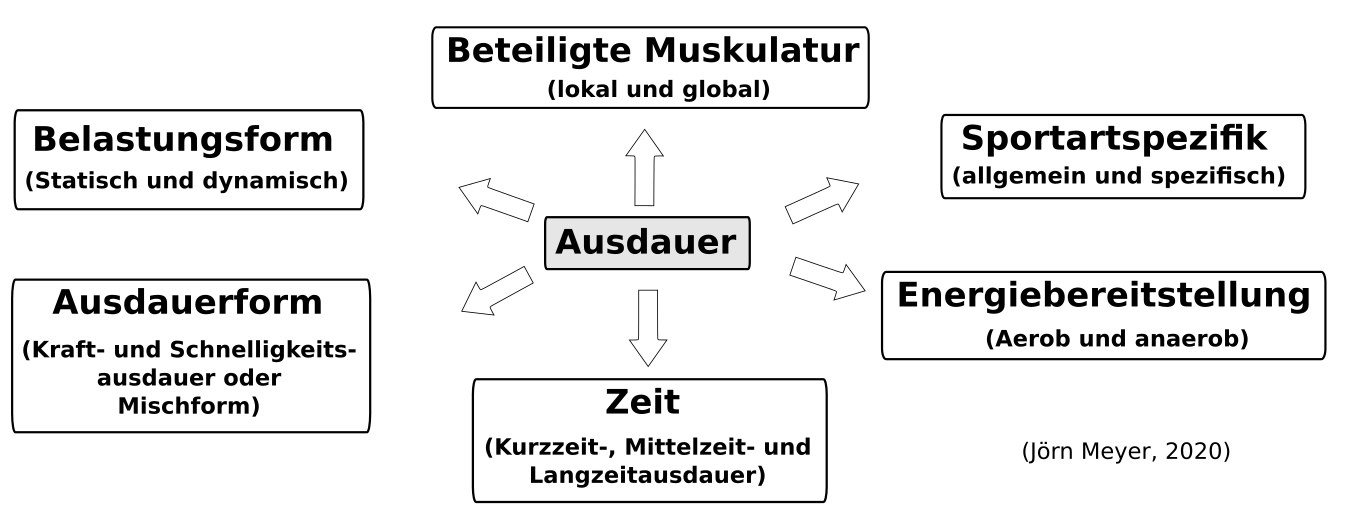 Beteiligte Muskulatur
(lokal und global)
Belastungsform
(Statisch und dynamisch)
Sportartspezifik
(allgemein und spezifisch)
Ausdauer
Ausdauerform
(Kraft- und Schnelligkeits-
ausdauer oder
Mischform)
Energiebereitstellung
(Aerob und anaerob)
Zeit
(Kurzzeit-, Mittelzeit- und
Langzeitausdauer)
(Jörn Meyer, 2020)